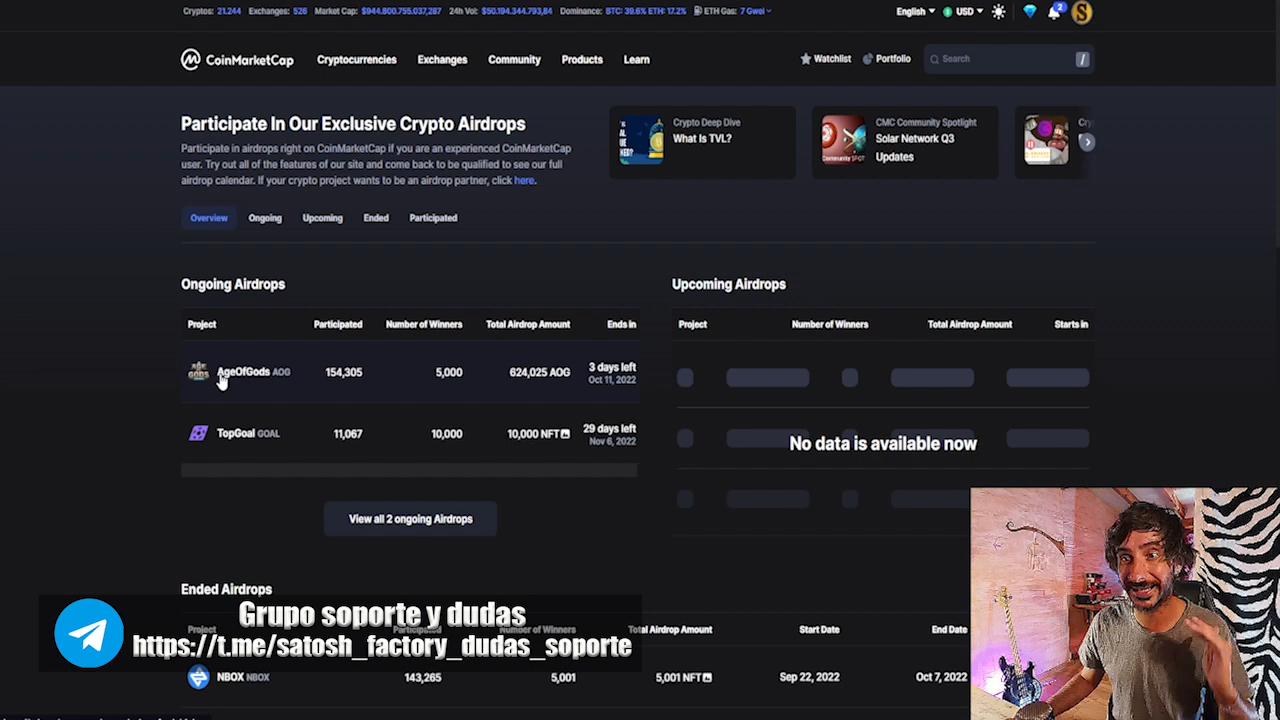 Cryptos: 21.244 Exchanges: 526 Market Cap: $944.800.755.037,287 24h Vol: $50.194.344.793,84 Dominance: BTC: 39.6% ETH: 17.2% ETH Gas: 7 Gwei English USD 2 S
CoinMarketCap Cryptocurrencies Exchanges Community Products Learn Watchlist Portfolio Search /
Participate In Our Exclusive Crypto Airdrops
Participate in airdrops right on CoinMarketCap if you are an experienced CoinMarketCap
user. Try out all of the features of our site and come back to be qualified to see our full
airdrop calendar. If your crypto project wants to be an airdrop partner, click here.
Crypto Deep Dive
What Is TVL?
CMC Community Spotlight
Solar Network Q3
Updates
Overview Ongoing Upcoming Ended Participated
Ongoing Airdrops
Project Participated Number of Winners Total Airdrop Amount Ends in
AgeOfGods AOG 154,305 5,000 624,025 AOG 3 days left
Oct 11, 2022
TopGoal GOAL 11,067 10,000 10,000 NFT 29 days left
Nov 6, 2022
View all 2 ongoing Airdrops
Upcoming Airdrops
Project Number of Winners Total Airdrop Amount Starts in
No data is available now
Ended Airdrops
Project Participated Number of Winners Total Airdrop Amount Start Date End Date
NBOX NBOX 143,265 5,001 5,001 NFT Sep 22, 2022 Oct 7, 2022
Grupo soporte y dudas
https://t.me/satosh_factory_dudas_soporte